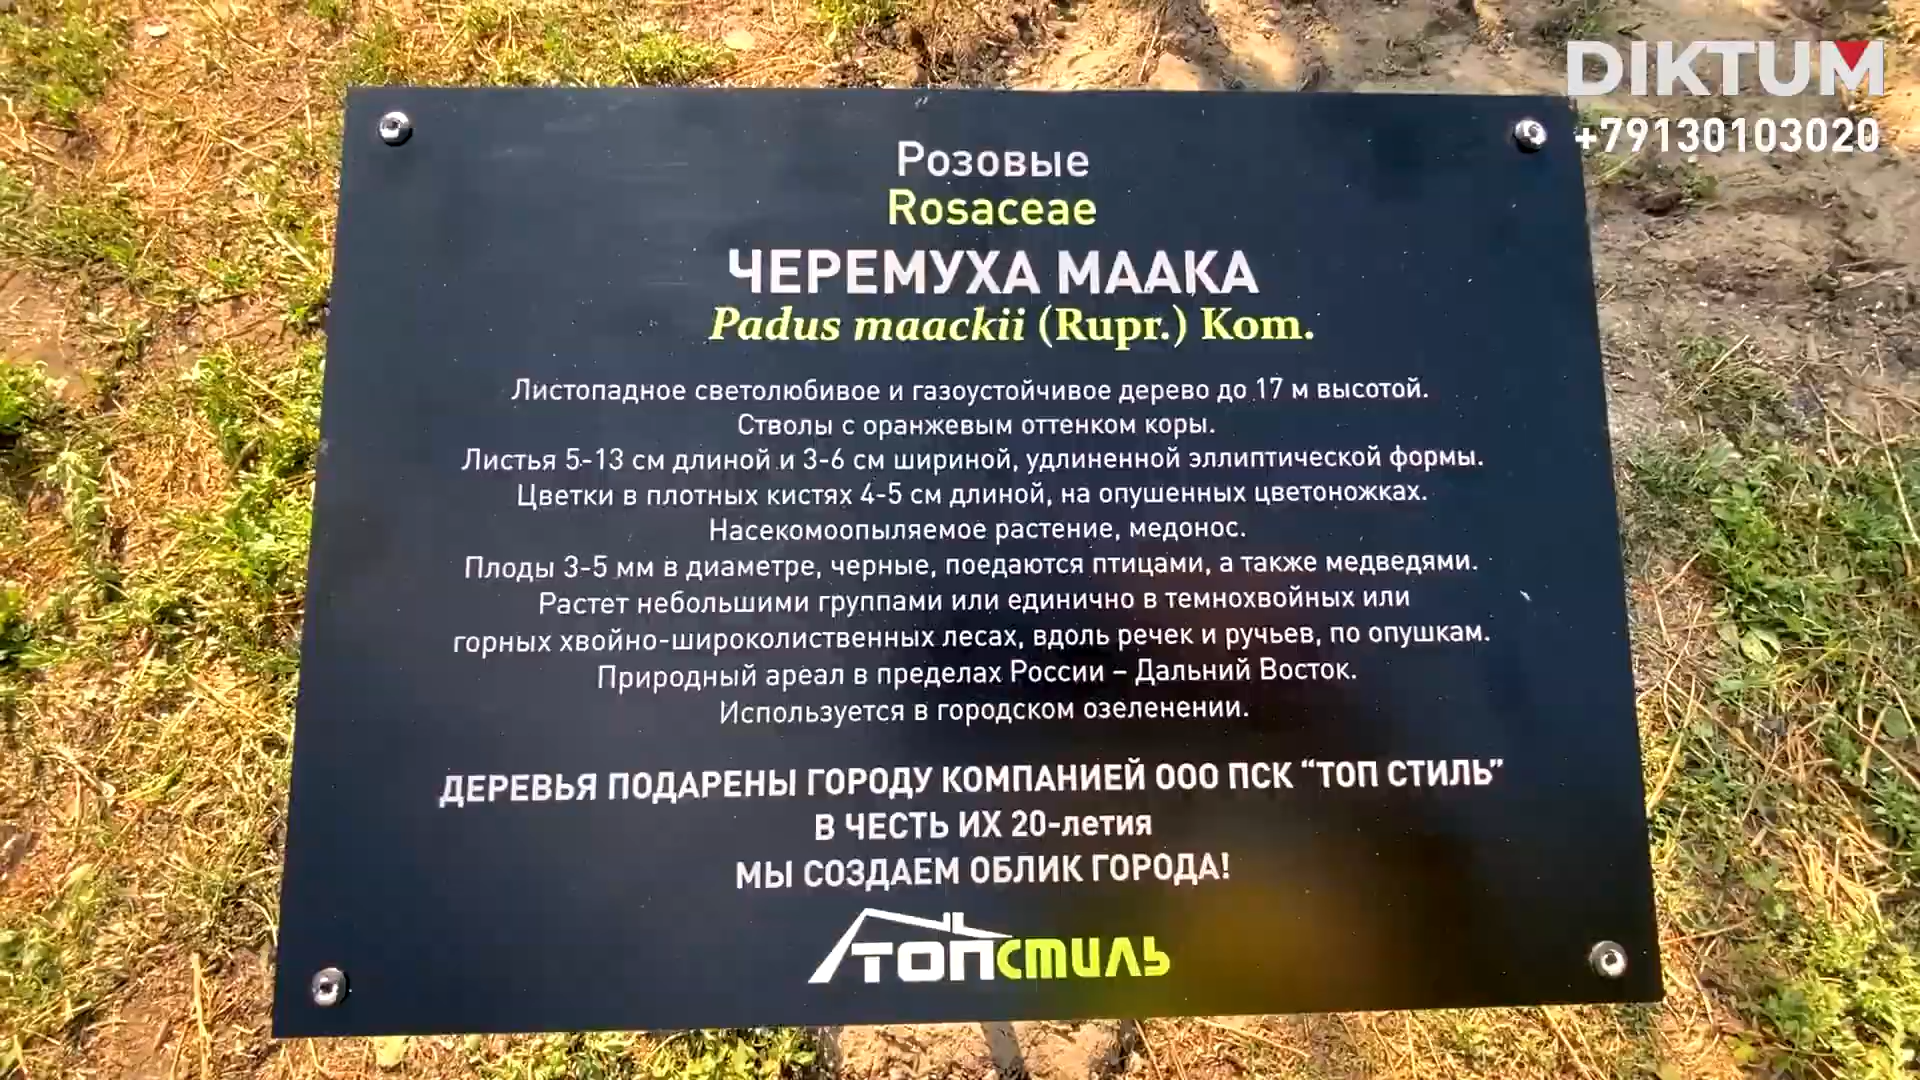 DIKTUM
+79130103020
Розовые
Rosaceae
ЧЕРЕМУХА МААКА
Padus maackii (Rupr.) Kom.
Листопадное светолюбивое и газоустойчивое дерево до 17 м высотой.
Стволы с оранжевым оттенком коры.
Листья 5-13 см длиной и 3-6 см шириной, удлиненной эллиптической формы.
Цветки в плотных кистях 4-5 см длиной, на опушенных цветоножках.
Насекомоопыляемое растение, медонос.
Плоды 3-5 мм в диаметре, черные, поедаются птицами, а также медведями.
Растет небольшими группами или единично в темнохвойных или
горных хвойно-широколиственных лесах, вдоль речек и ручьев, по опушкам.
Природный ареал в пределах России – Дальний Восток.
Используется в городском озеленении.
ДЕРЕВЬЯ ПОДАРЕНЫ ГОРОДУ КОМПАНИЕЙ ООО ПСК “ТОП СТИЛЬ”
В ЧЕСТЬ ИХ 20-летия
МЫ СОЗДАЕМ ОБЛИК ГОРОДА!
ТОПСТИЛЬ